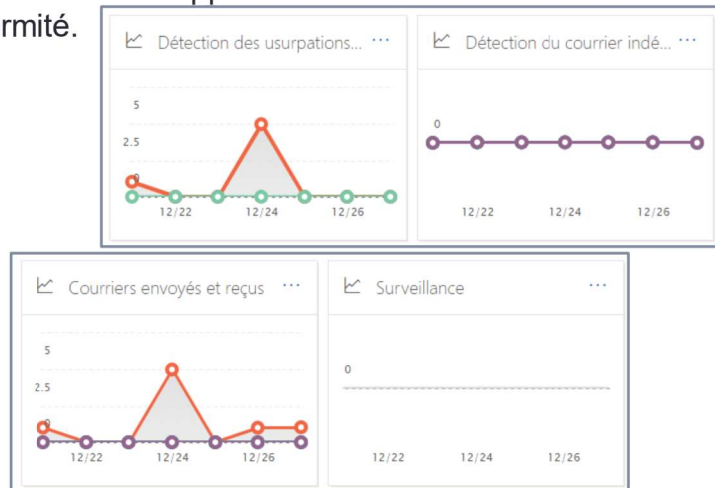 rmité.
Détection des usurpations... ...
5
2.5
0
12/22 12/24 12/26
Détection du courrier indé... ...
0
12/22 12/24 12/26
Courriers envoyés et reçus ...
5
2.5
0
12/22 12/24 12/26
Surveillance ...
0
12/22 12/24 12/26